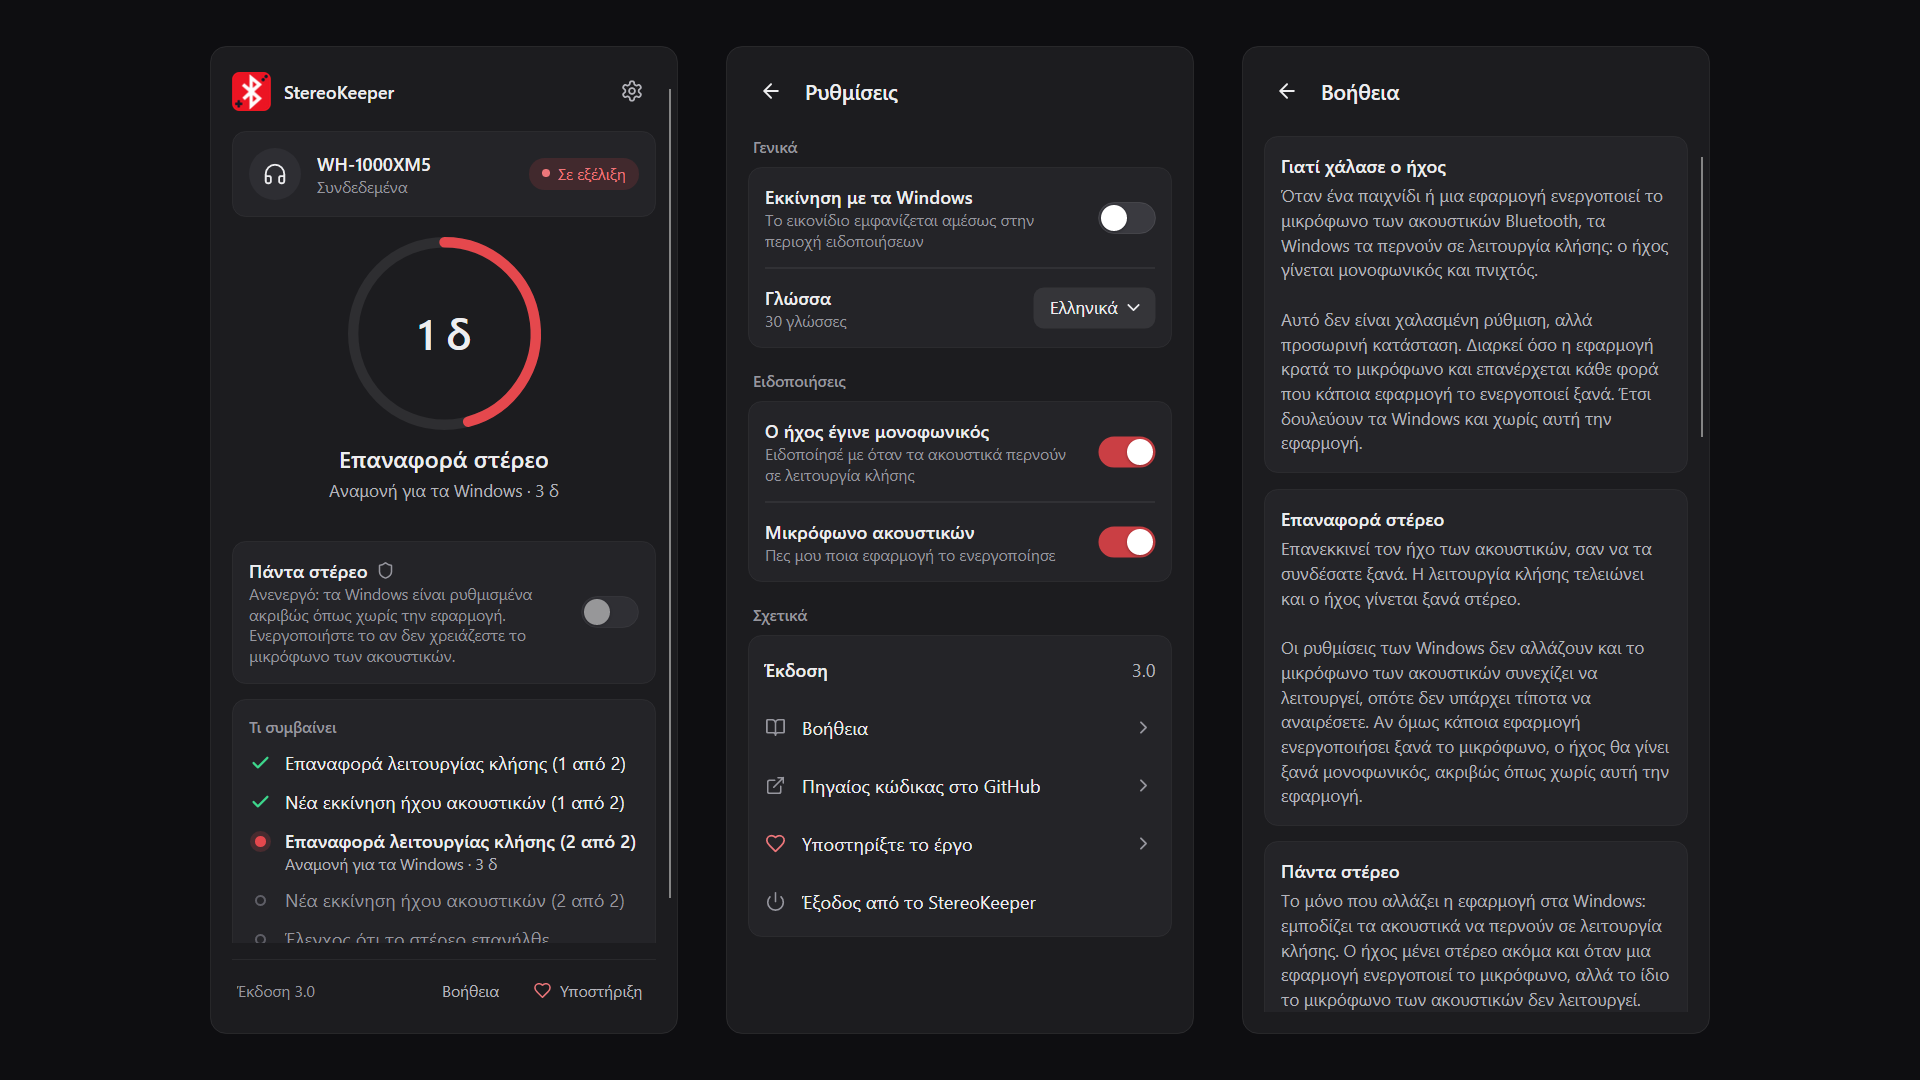 StereoKeeper
WH-1000XM5
Συνδεδεμένα
Σε εξέλιξη
1 δ
Επαναφορά στέρεο
Αναμονή για τα Windows · 3 δ
Πάντα στέρεο
Ανενεργό: τα Windows είναι ρυθμισμένα
ακριβώς όπως χωρίς την εφαρμογή.
Ενεργοποιήστε το αν δεν χρειάζεστε το
μικρόφωνο των ακουστικών.
Τι συμβαίνει
Επαναφορά λειτουργίας κλήσης (1 από 2)
Νέα εκκίνηση ήχου ακουστικών (1 από 2)
Επαναφορά λειτουργίας κλήσης (2 από 2)
Αναμονή για τα Windows · 3 δ
Νέα εκκίνηση ήχου ακουστικών (2 από 2)
Έλεγχος ότι το στέρεο επανήλθε
Έκδοση 3.0
Βοήθεια
Υποστήριξη
Ρυθμίσεις
Γενικά
Εκκίνηση με τα Windows
Το εικονίδιο εμφανίζεται αμέσως στην
περιοχή ειδοποιήσεων
Γλώσσα
30 γλώσσες
Ελληνικά
Ειδοποιήσεις
Ο ήχος έγινε μονοφωνικός
Ειδοποίησέ με όταν τα ακουστικά περνούν
σε λειτουργία κλήσης
Μικρόφωνο ακουστικών
Πες μου ποια εφαρμογή το ενεργοποίησε
Σχετικά
Έκδοση
3.0
Βοήθεια
Πηγαίος κώδικας στο GitHub
Υποστηρίξτε το έργο
Έξοδος από το StereoKeeper
Βοήθεια
Γιατί χάλασε ο ήχος
Όταν ένα παιχνίδι ή μια εφαρμογή ενεργοποιεί το
μικρόφωνο των ακουστικών Bluetooth, τα
Windows τα περνούν σε λειτουργία κλήσης: ο ήχος
γίνεται μονοφωνικός και πνιχτός.
Αυτό δεν είναι χαλασμένη ρύθμιση, αλλά
προσωρινή κατάσταση. Διαρκεί όσο η εφαρμογή
κρατά το μικρόφωνο και επανέρχεται κάθε φορά
που κάποια εφαρμογή το ενεργοποιεί ξανά. Έτσι
δουλεύουν τα Windows και χωρίς αυτή την
εφαρμογή.
Επαναφορά στέρεο
Επανεκκινεί τον ήχο των ακουστικών, σαν να τα
συνδέσατε ξανά. Η λειτουργία κλήσης τελειώνει
και ο ήχος γίνεται ξανά στέρεο.
Οι ρυθμίσεις των Windows δεν αλλάζουν και το
μικρόφωνο των ακουστικών συνεχίζει να
λειτουργεί, οπότε δεν υπάρχει τίποτα να
αναιρέσετε. Αν όμως κάποια εφαρμογή
ενεργοποιήσει ξανά το μικρόφωνο, ο ήχος θα γίνει
ξανά μονοφωνικός, ακριβώς όπως χωρίς αυτή την
εφαρμογή.
Πάντα στέρεο
Το μόνο που αλλάζει η εφαρμογή στα Windows:
εμποδίζει τα ακουστικά να περνούν σε λειτουργία
κλήσης. Ο ήχος μένει στέρεο ακόμα και όταν μια
εφαρμογή ενεργοποιεί το μικρόφωνο, αλλά το ίδιο
το μικρόφωνο των ακουστικών δεν λειτουργεί.